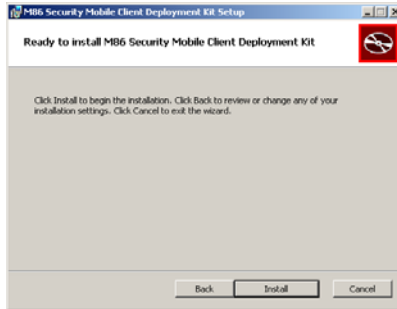 M86 Security Mobile Client Deployment Kit Setup
Ready to install M86 Security Mobile Client Deployment Kit
Click Install to begin the installation. Click Back to review or change any of your
installation settings. Click Cancel to exit the wizard.
Back Install Cancel